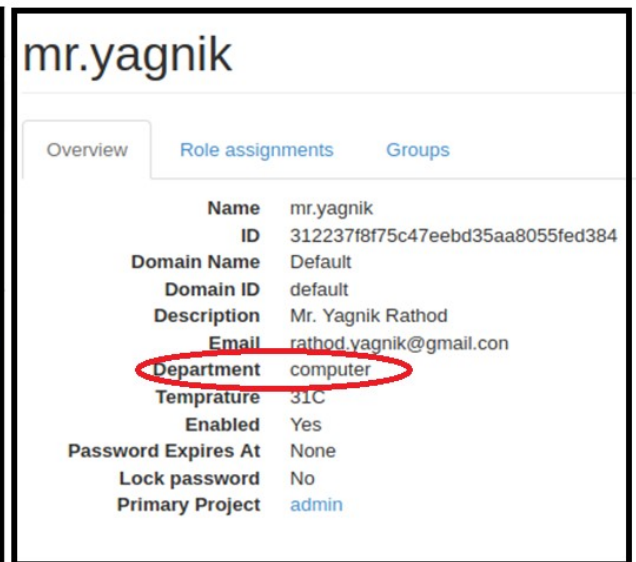 mr.yagnik
Overview Role assignments Groups
Name mr.yagnik
ID 312237f8f75c47eebd35aa8055fed384
Domain Name Default
Domain ID default
Description Mr. Yagnik Rathod
Email rathod.yagnik@gmail.con
Department computer
Temprature 31C
Enabled Yes
Password Expires At None
Lock password No
Primary Project admin